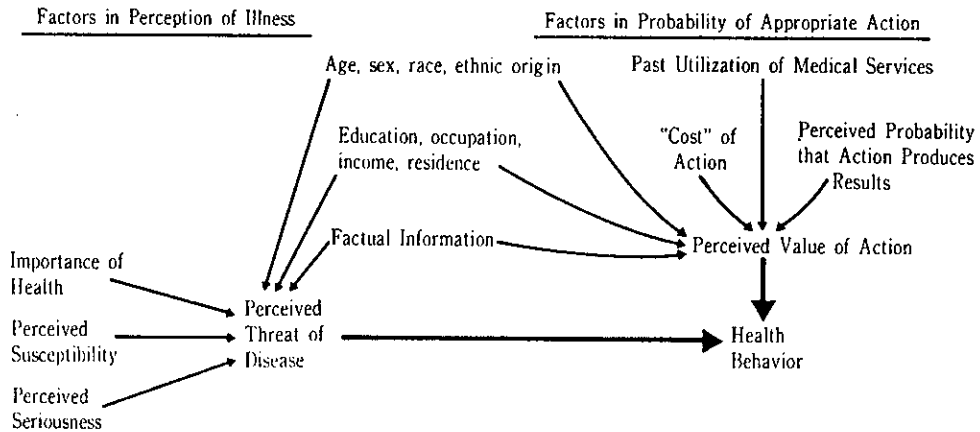 Factors in Perception of Illness
Factors in Probability of Appropriate Action
Age, sex, race, ethnic origin
Past Utilization of Medical Services
Education, occupation,
income, residence
"Cost" of
Action
Perceived Probability
that Action Produces
Results
Factual Information
Perceived Value of Action
Importance of
Health
Perceived
Susceptibility
Perceived
Seriousness
Perceived
Threat of
Disease
Health
Behavior